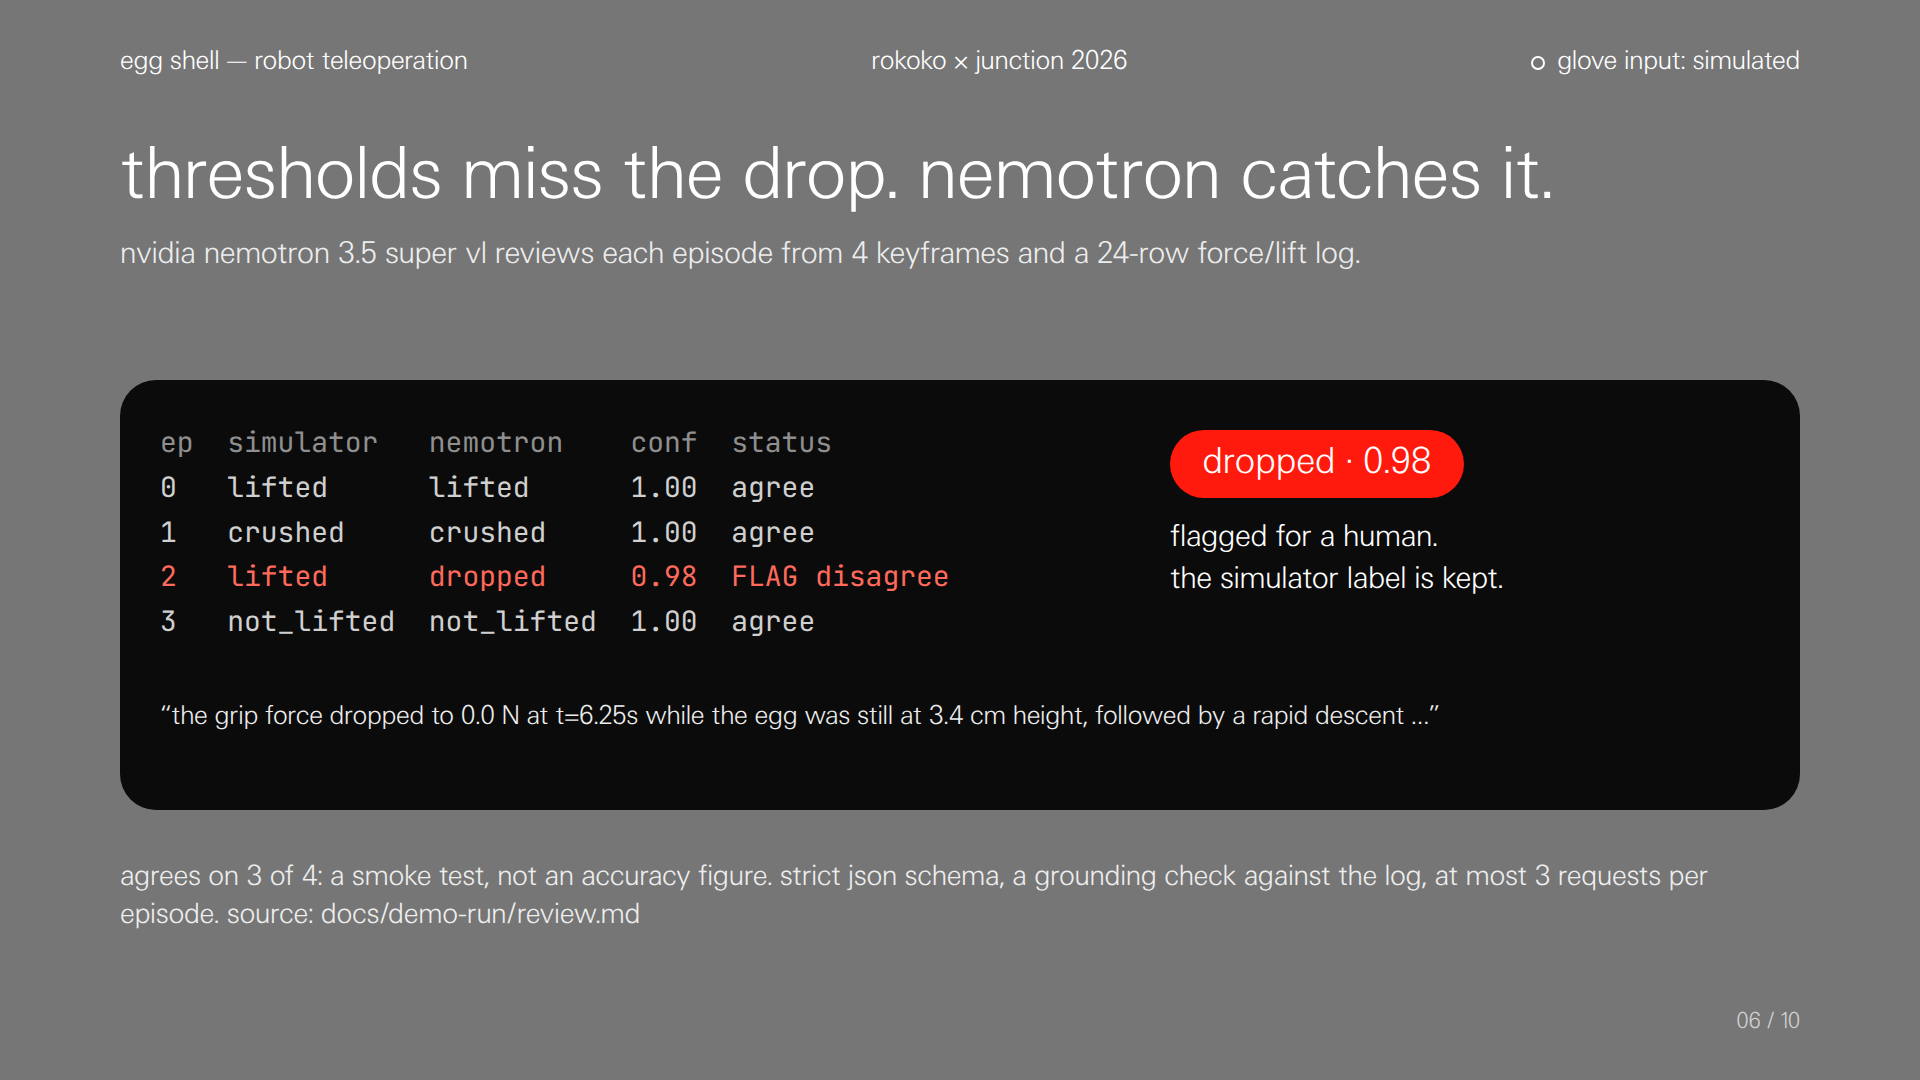 egg shell — robot teleoperation
rokoko × junction 2026
glove input: simulated
thresholds miss the drop. nemotron catches it.
nvidia nemotron 3.5 super vl reviews each episode from 4 keyframes and a 24-row force/lift log.
ep simulator nemotron conf status
0 lifted lifted 1.00 agree
1 crushed crushed 1.00 agree
2 lifted dropped 0.98 FLAG disagree
3 not_lifted not_lifted 1.00 agree
dropped · 0.98
flagged for a human.
the simulator label is kept.
“the grip force dropped to 0.0 N at t=6.25s while the egg was still at 3.4 cm height, followed by a rapid descent ...”
agrees on 3 of 4: a smoke test, not an accuracy figure. strict json schema, a grounding check against the log, at most 3 requests per
episode. source: docs/demo-run/review.md
06 / 10